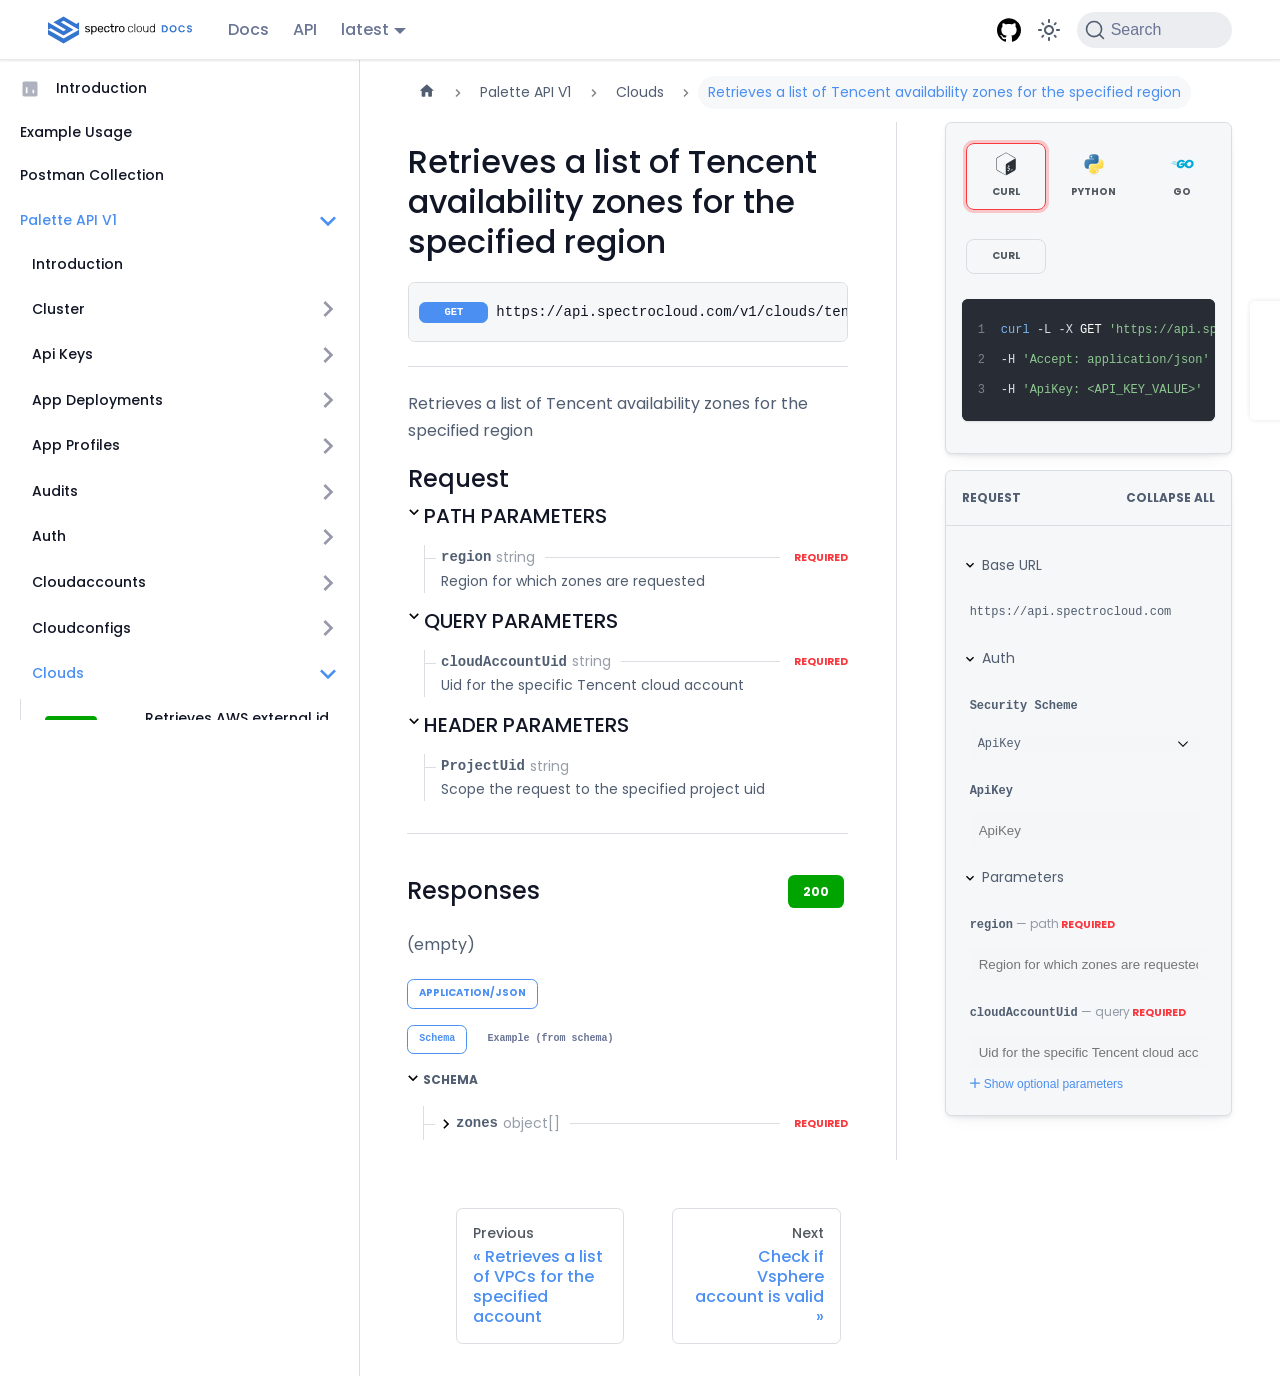 spectro cloud DOCS Docs API latest Search
Introduction
Example Usage
Postman Collection
Palette API V1
Introduction
Cluster
Api Keys
App Deployments
App Profiles
Audits
Auth
Cloudaccounts
Cloudconfigs
Clouds
Retrieves AWS external id
Palette API V1 Clouds Retrieves a list of Tencent availability zones for the specified region
Retrieves a list of Tencent
availability zones for the
specified region
GET https://api.spectrocloud.com/v1/clouds/ten
Retrieves a list of Tencent availability zones for the
specified region
Request
PATH PARAMETERS
region string REQUIRED
Region for which zones are requested
QUERY PARAMETERS
cloudAccountUid string REQUIRED
Uid for the specific Tencent cloud account
HEADER PARAMETERS
ProjectUid string
Scope the request to the specified project uid
Responses 200
(empty)
APPLICATION/JSON
Schema Example (from schema)
SCHEMA
zones object[] REQUIRED
Previous
« Retrieves a list
of VPCs for the
specified
account
Next
Check if
Vsphere
account is valid
»
CURL PYTHON GO
CURL
1 curl -L -X GET 'https://api.sp
2 -H 'Accept: application/json'
3 -H 'ApiKey: <API_KEY_VALUE>'
REQUEST COLLAPSE ALL
Base URL
https://api.spectrocloud.com
Auth
Security Scheme
ApiKey
ApiKey
ApiKey
Parameters
region — path REQUIRED
Region for which zones are requested
cloudAccountUid — query REQUIRED
Uid for the specific Tencent cloud acc
Show optional parameters